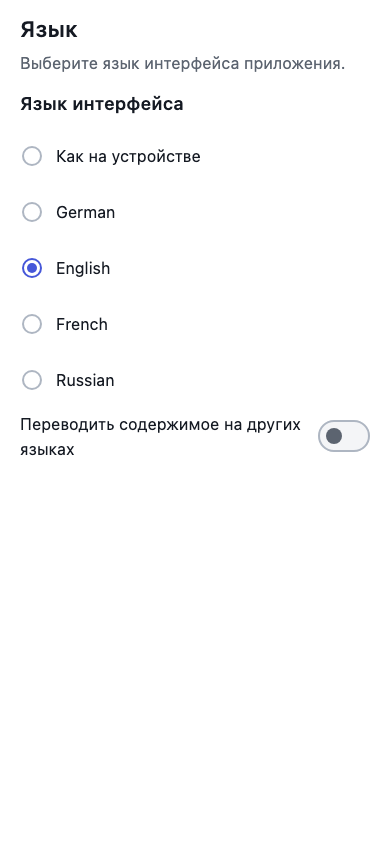 Язык
Выберите язык интерфейса приложения.
Язык интерфейса
Как на устройстве
German
English
French
Russian
Переводить содержимое на других
языках